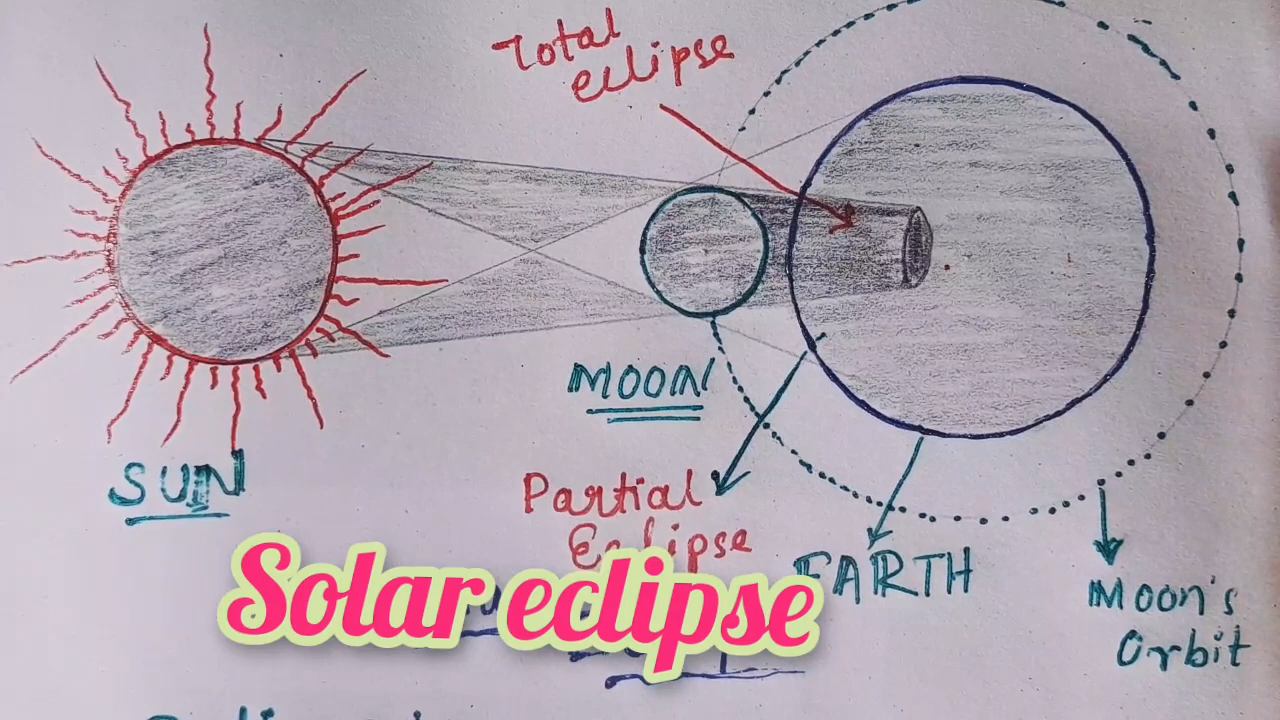 Total
eclipse
MOON
SUN
Partial
Eclipse
EARTH
Moon's
Orbit
Solar eclipse